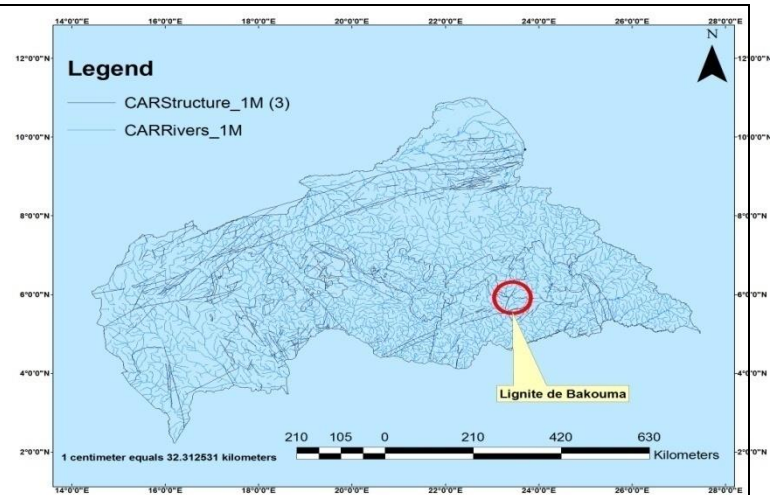 14°0'0"E 16°0'0"E 18°0'0"E 20°0'0"E 22°0'0"E 24°0'0"E 26°0'0"E 28°0'0"E
N
12°0'0"N 12°0'0"N
Legend
CARStructure_1M (3)
CARRivers_1M
10°0'0"N 10°0'0"N
8°0'0"N 8°0'0"N
6°0'0"N 6°0'0"N
4°0'0"N 4°0'0"N
Lignite de Bakouma
210 105 0 210 420 630
Kilometers
2°0'0"N 2°0'0"N
1 centimeter equals 32.312531 kilometers
14°0'0"E 16°0'0"E 18°0'0"E 20°0'0"E 22°0'0"E 24°0'0"E 26°0'0"E 28°0'0"E